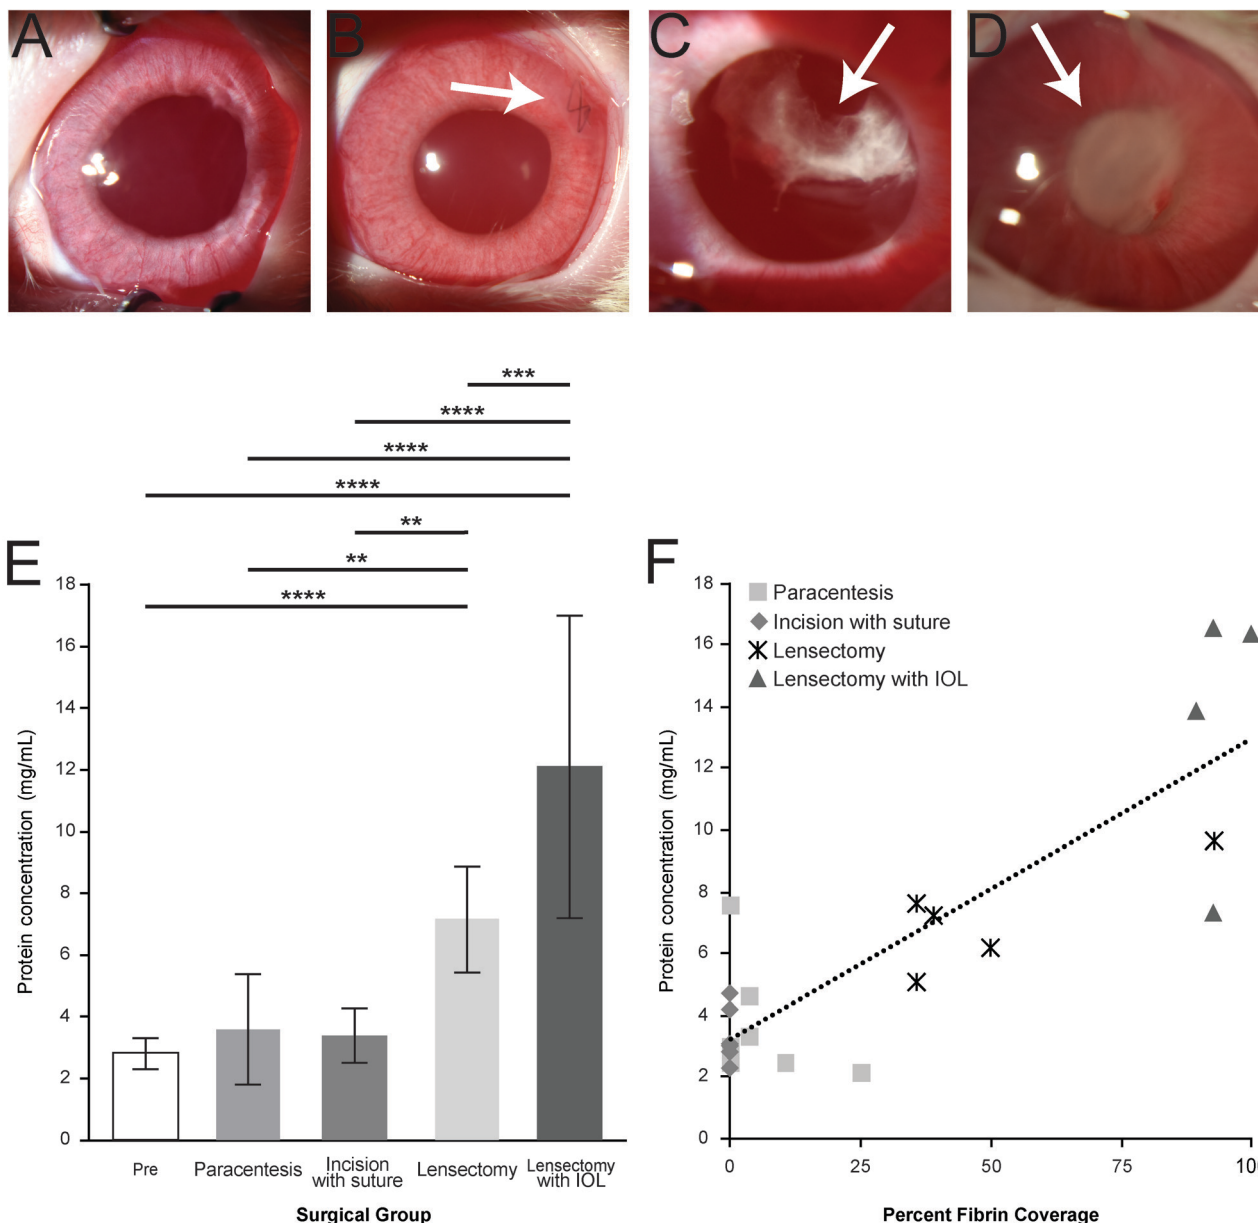 A
B
C
D
***
****
****
****
**
**
****
E
18
16
14
12
10
8
6
4
2
0
Protein concentration (mg/mL)
Pre
Paracentesis
Incision
with suture
Lensectomy
Lensectomy
with IOL
Surgical Group
F
18
16
14
12
10
8
6
4
2
0
Protein concentration (mg/mL)
Paracentesis
Incision with suture
Lensectomy
Lensectomy with IOL
0
25
50
75
100
Percent Fibrin Coverage